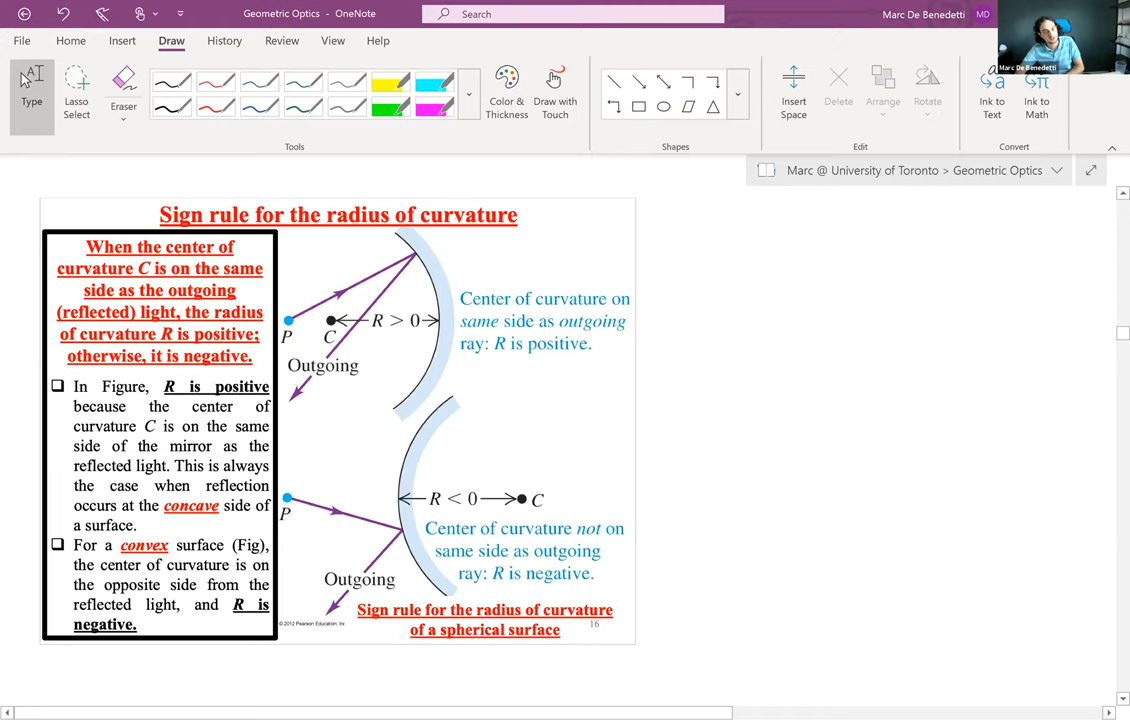 Geometric Optics - OneNote
Search
Marc De Benedetti
MD
Marc De Benedetti
File
Home
Insert
Draw
History
Review
View
Help
Type
Lasso
Select
Eraser
Color &
Thickness
Draw with
Touch
Insert
Space
Delete
Arrange
Rotate
Ink to
Text
Ink to
Math
Tools
Shapes
Edit
Convert
Marc @ University of Toronto > Geometric Optics
Sign rule for the radius of curvature
When the center of
curvature C is on the same
side as the outgoing
(reflected) light, the radius
of curvature R is positive;
otherwise, it is negative.
In Figure, R is positive
because the center of
curvature C is on the same
side of the mirror as the
reflected light. This is always
the case when reflection
occurs at the concave side of
a surface.
For a convex surface (Fig),
the center of curvature is on
the opposite side from the
reflected light, and R is
negative.
P
C
R > 0
Outgoing
Center of curvature on
same side as outgoing
ray: R is positive.
P
R < 0
C
Outgoing
Center of curvature not on
same side as outgoing
ray: R is negative.
Sign rule for the radius of curvature
of a spherical surface
© 2012 Pearson Education, Inc
16